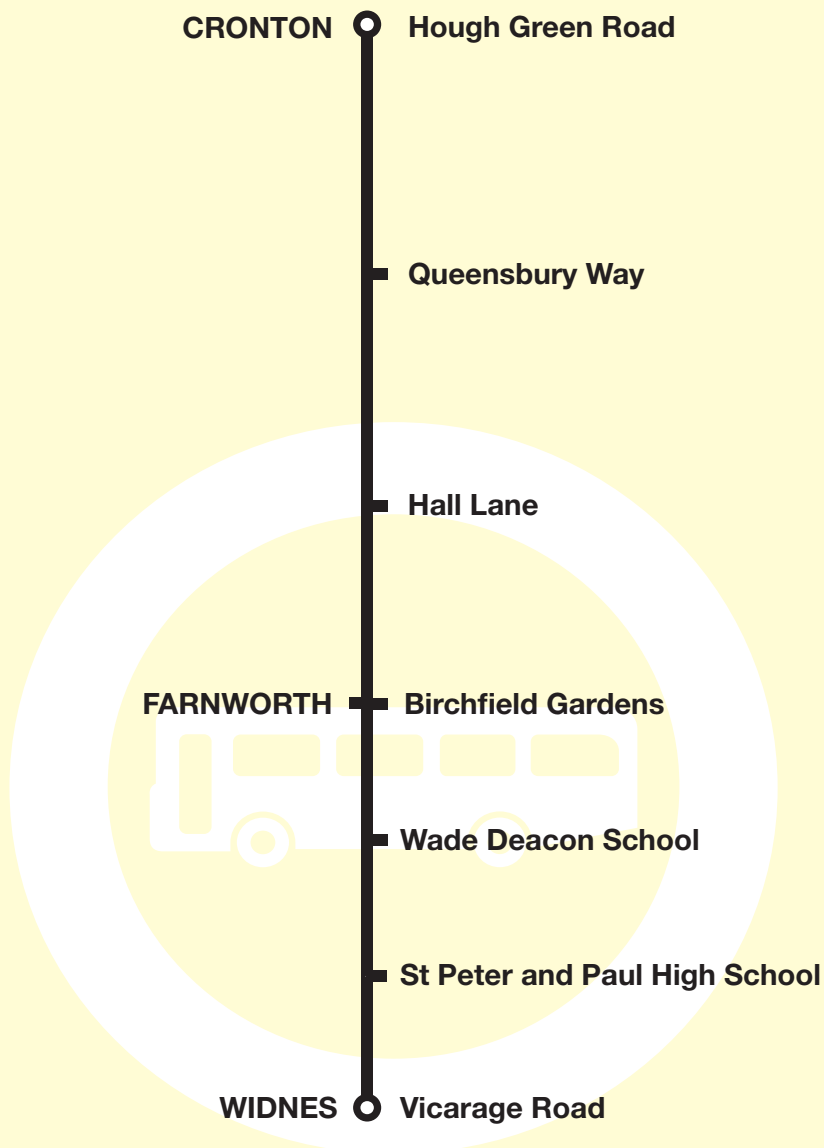 CRONTON Hough Green Road
Queensbury Way
Hall Lane
FARNWORTH Birchfield Gardens
Wade Deacon School
St Peter and Paul High School
WIDNES Vicarage Road